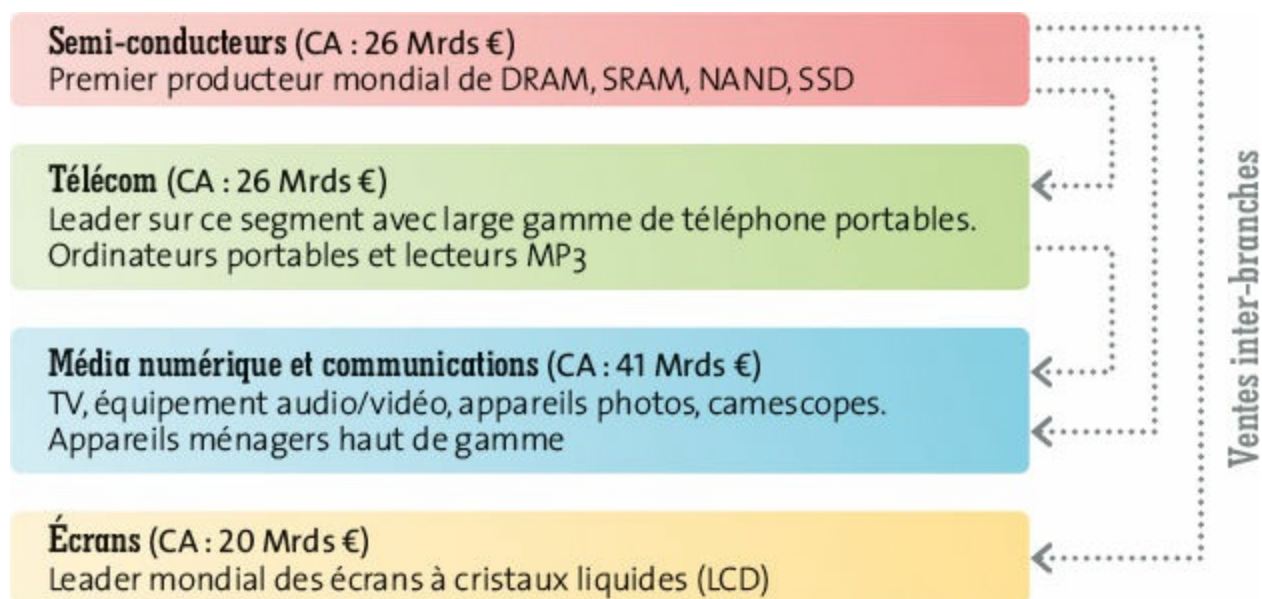 Semi-conducteurs (CA : 26 Mrds €)
Premier producteur mondial de DRAM, SRAM, NAND, SSD
Télécom (CA : 26 Mrds €)
Leader sur ce segment avec large gamme de téléphone portables.
Ordinateurs portables et lecteurs MP3
Média numérique et communications (CA : 41 Mrds €)
TV, équipement audio/vidéo, appareils photos, camescopes.
Appareils ménagers haut de gamme
Écrans (CA : 20 Mrds €)
Leader mondial des écrans à cristaux liquides (LCD)
Ventes inter-branches